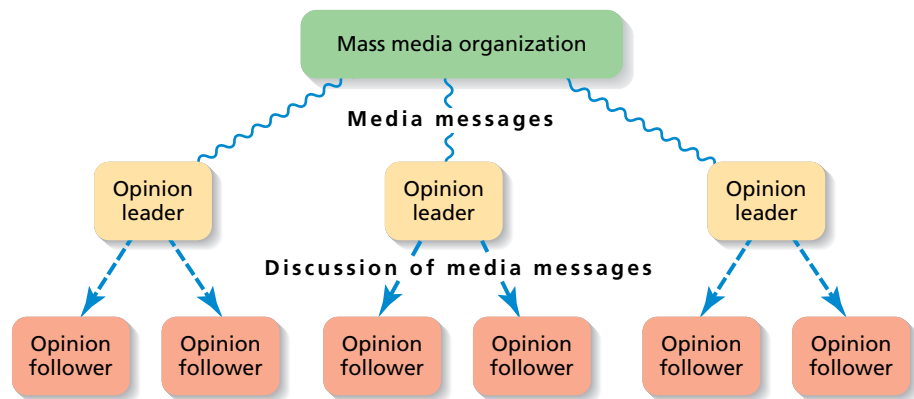 Mass media organization
Media messages
Opinion
leader
Opinion
leader
Opinion
leader
Discussion of media messages
Opinion
follower
Opinion
follower
Opinion
follower
Opinion
follower
Opinion
follower
Opinion
follower